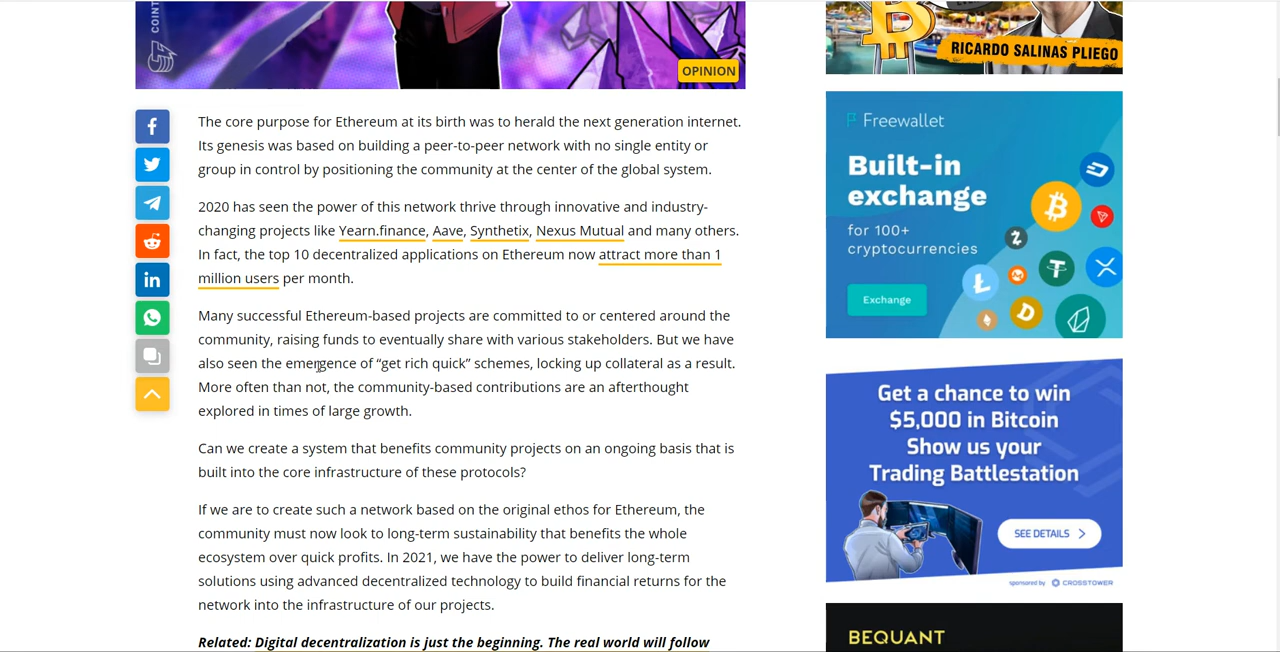 COINT
OPINION
The core purpose for Ethereum at its birth was to herald the next generation internet.
Its genesis was based on building a peer-to-peer network with no single entity or
group in control by positioning the community at the center of the global system.
2020 has seen the power of this network thrive through innovative and industry-
changing projects like Yearn.finance, Aave, Synthetix, Nexus Mutual and many others.
In fact, the top 10 decentralized applications on Ethereum now attract more than 1
million users per month.
Many successful Ethereum-based projects are committed to or centered around the
community, raising funds to eventually share with various stakeholders. But we have
also seen the emergence of “get rich quick” schemes, locking up collateral as a result.
More often than not, the community-based contributions are an afterthought
explored in times of large growth.
Can we create a system that benefits community projects on an ongoing basis that is
built into the core infrastructure of these protocols?
If we are to create such a network based on the original ethos for Ethereum, the
community must now look to long-term sustainability that benefits the whole
ecosystem over quick profits. In 2021, we have the power to deliver long-term
solutions using advanced decentralized technology to build financial returns for the
network into the infrastructure of our projects.
Related: Digital decentralization is just the beginning. The real world will follow
RICARDO SALINAS PLIEGO
Freewallet
Built-in
exchange
for 100+
cryptocurrencies
Exchange
Get a chance to win
$5,000 in Bitcoin
Show us your
Trading Battlestation
SEE DETAILS
sponsored by CROSSTOWER
BEQUANT